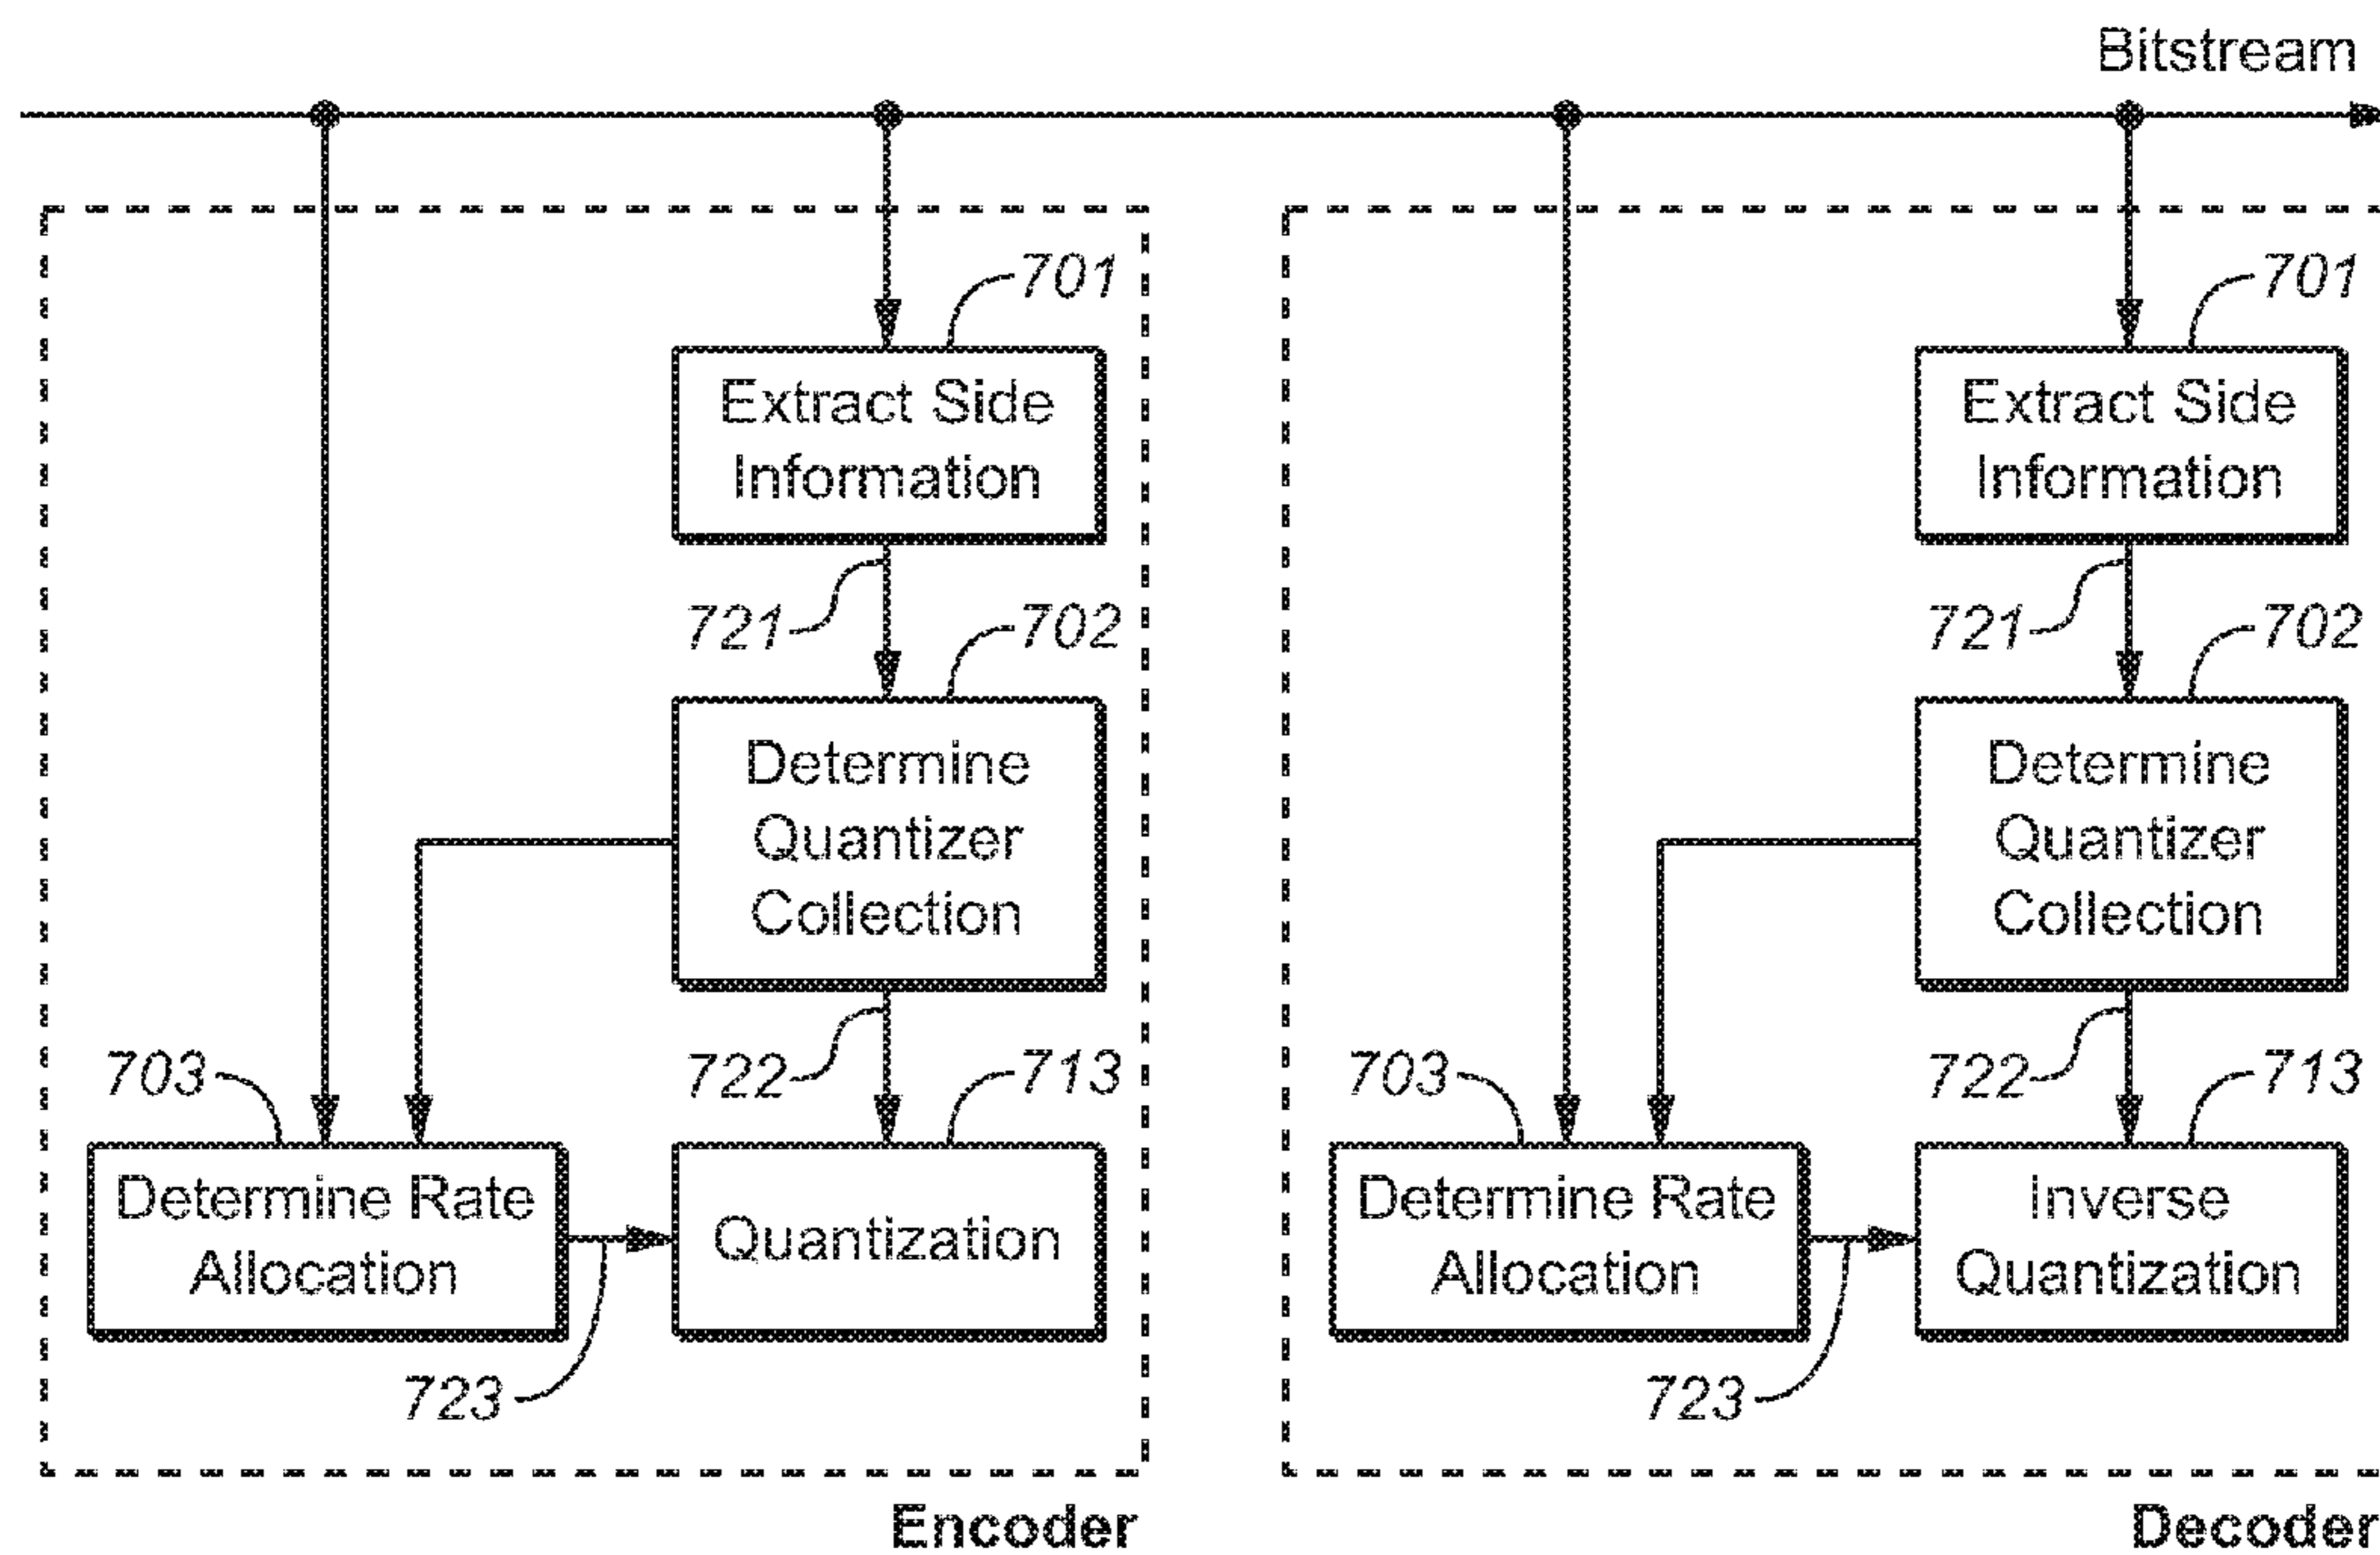 Bitstream
701
Extract Side
Information
721
702
Determine
Quantizer
Collection
722
703
713
Determine Rate
Allocation
Quantization
723
Encoder
701
Extract Side
Information
721
702
Determine
Quantizer
Collection
722
703
713
Determine Rate
Allocation
Inverse
Quantization
723
Decoder